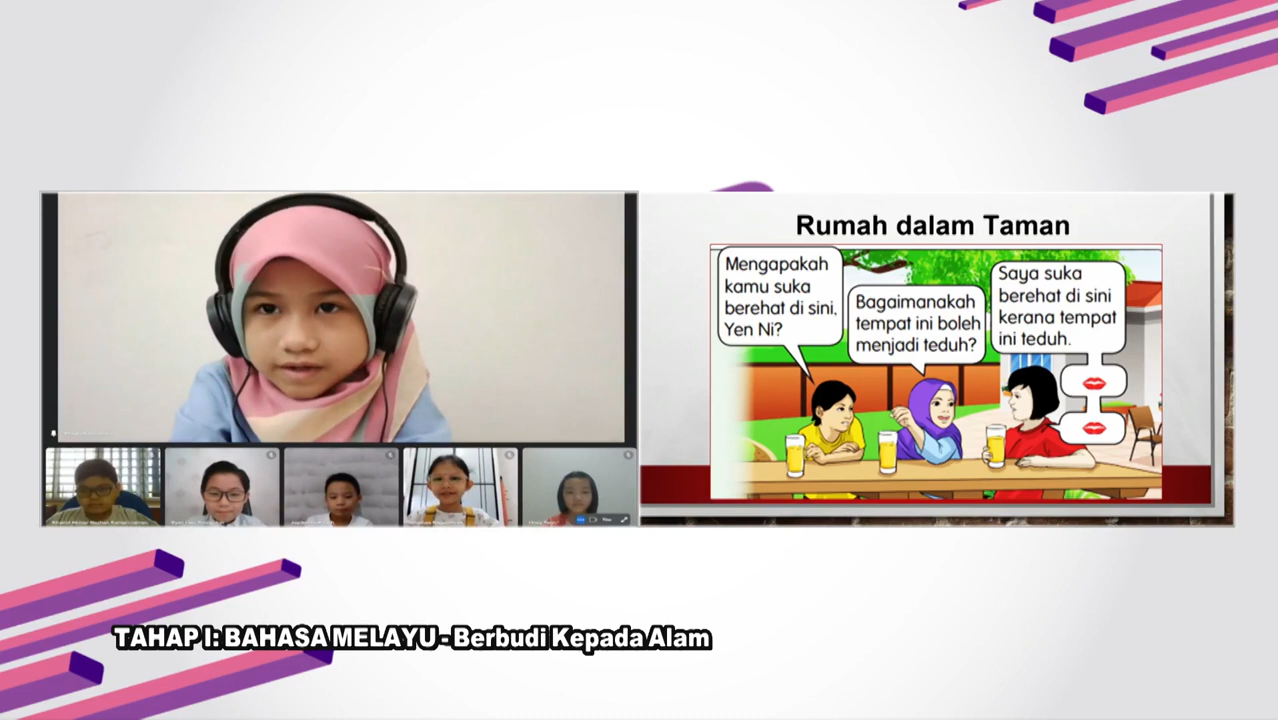 Rumah dalam Taman
Mengapakah
kamu suka
berehat di sini,
Yen Ni?
Bagaimanakah
tempat ini boleh
menjadi teduh?
Saya suka
berehat di sini
kerana tempat
ini teduh.
TAHAP I: BAHASA MELAYU - Berbudi Kepada Alam